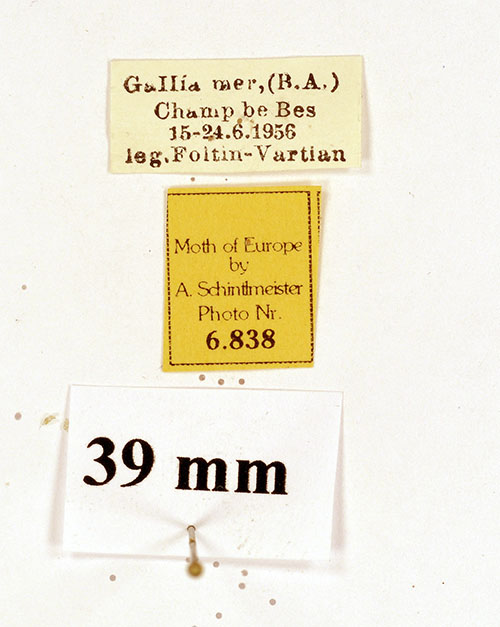 Gallia mer,(B.A.)
Champ be Bes
15-24.6.1956
leg.Foltin-Vartian
Moth of Europe
by
A. Schintlmeister
Photo Nr.
6.838
39 mm